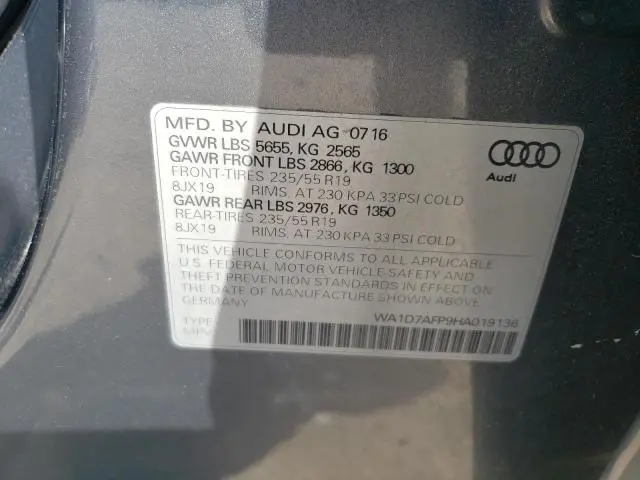 MFD. BY AUDI AG 0716
GVWR LBS 5655, KG 2565
GAWR FRONT LBS 2866, KG 1300
FRONT-TIRES 235/55 R19
8JX19 RIMS. AT 230 KPA 33 PSI COLD
GAWR REAR LBS 2976, KG 1350
REAR-TIRES 235/55 R19
8JX19 RIMS. AT 230 KPA 33 PSI COLD
Audi
THIS VEHICLE CONFORMS TO ALL APPLICABLE
U.S. FEDERAL MOTOR VEHICLE SAFETY AND
THEFT PREVENTION STANDARDS IN EFFECT ON
THE DATE OF MANUFACTURE SHOWN ABOVE
GERMANY
WA1D7AFP9HA019136
TYPE:
MPV